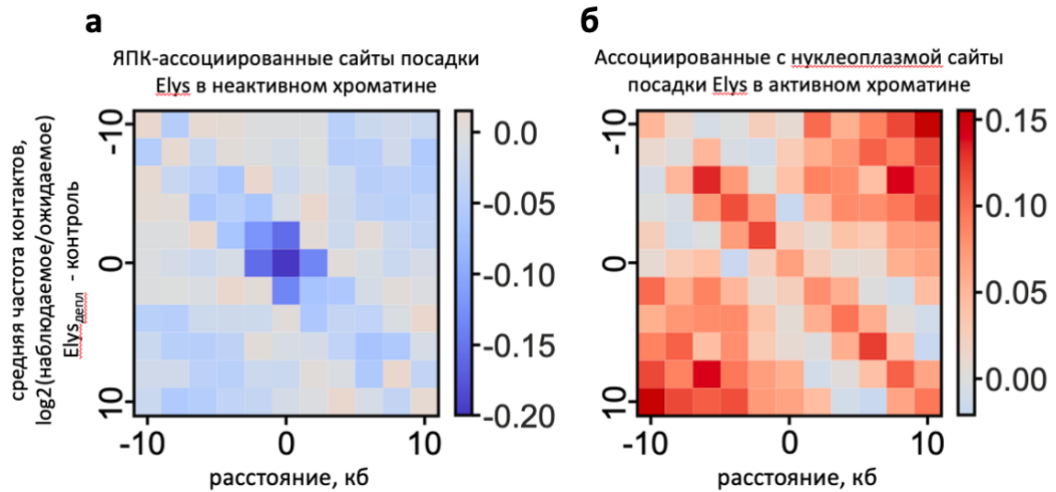 а
ЯПК-ассоциированные сайты посадки
Elys в неактивном хроматине
средняя частота контактов,
log2 (наблюдаемое/ожидаемое)
Elysдепл - контроль
-10
0
10
-10
0
10
расстояние, кб
0.0
-0.05
-0.10
-0.15
-0.20
б
Ассоциированные с нуклеоплазмой сайты
посадки Elys в активном хроматине
-10
0
10
-10
0
10
расстояние, кб
0.15
0.10
0.05
0.00